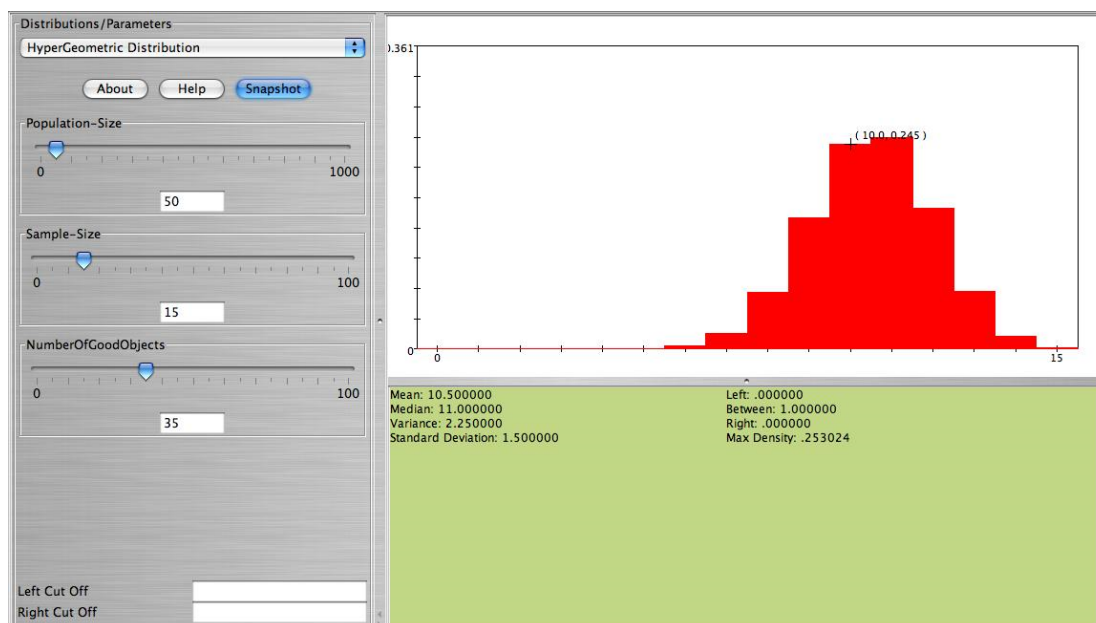 Distributions/Parameters
HyperGeometric Distribution
About Help Snapshot
Population-Size
0 1000
50
Sample-Size
0 100
15
NumberOfGoodObjects
0 100
35
Left Cut Off
Right Cut Off
0.361
( 10.0, 0.245 )
0
0 15
Mean: 10.500000
Median: 11.000000
Variance: 2.250000
Standard Deviation: 1.500000
Left: .000000
Between: 1.000000
Right: .000000
Max Density: .253024